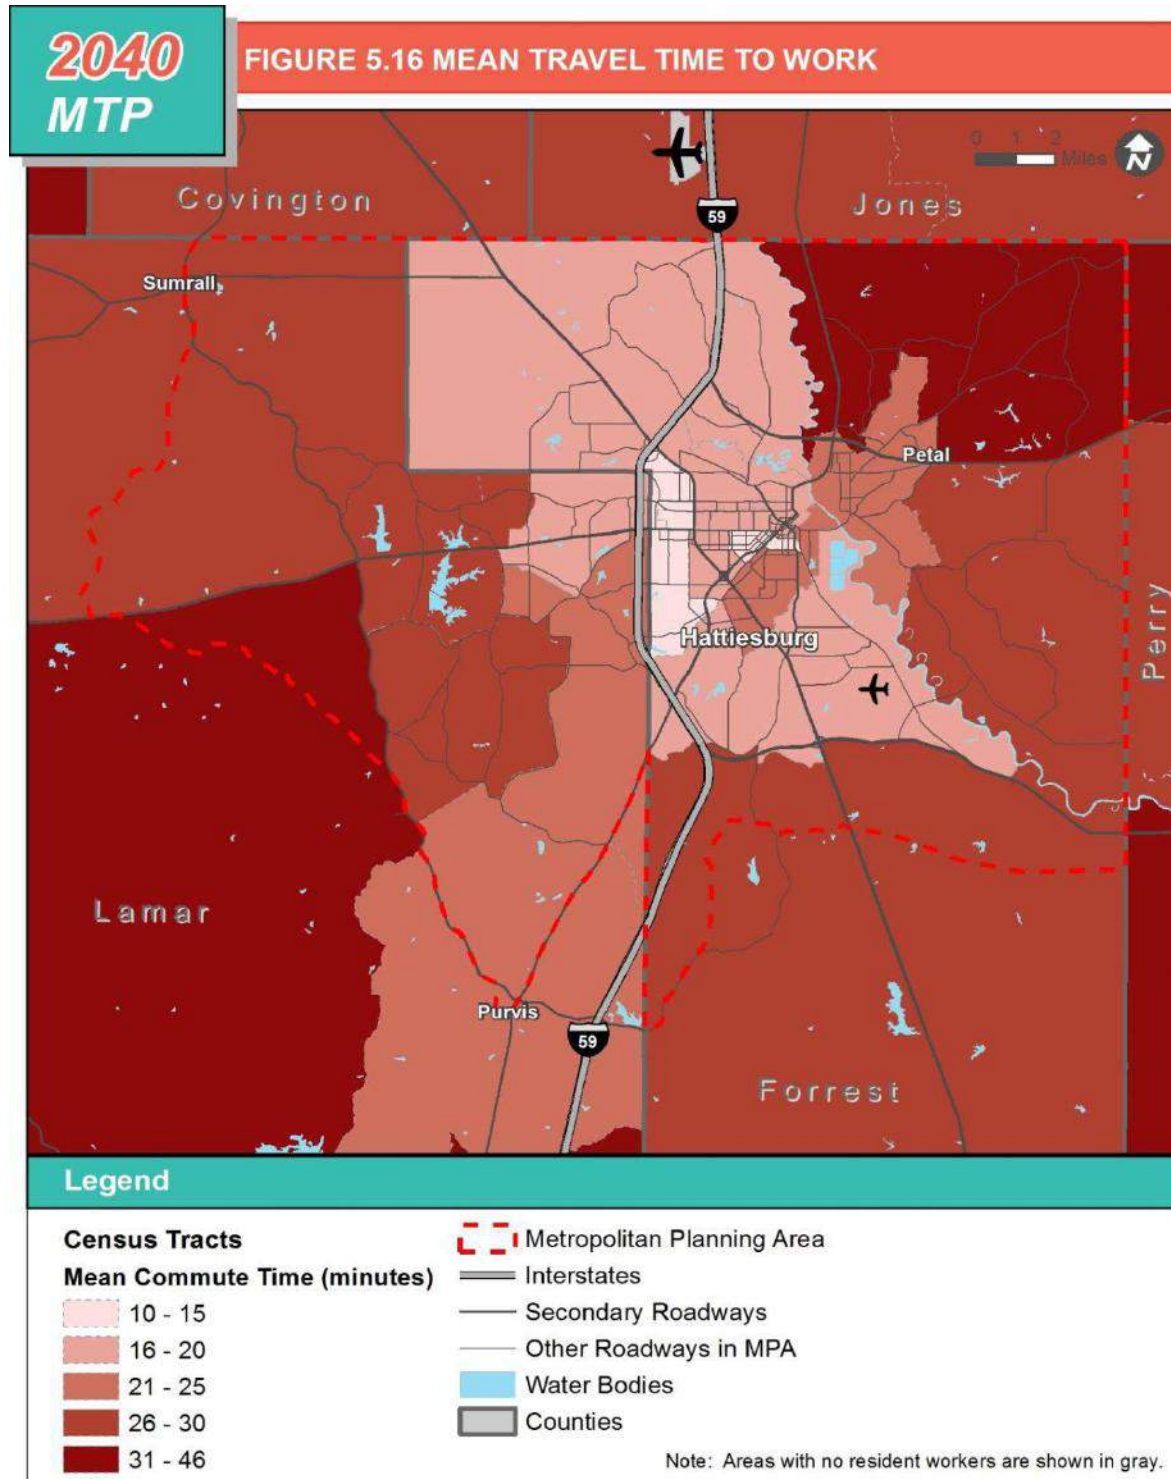 2040
MTP
FIGURE 5.16 MEAN TRAVEL TIME TO WORK
0 1 2
Miles
N
Covington
59
Jones
Sumrall
Petal
Perry
Hattiesburg
Lamar
Purvis
59
Forrest
Legend
Census Tracts
Mean Commute Time (minutes)
10 - 15
16 - 20
21 - 25
26 - 30
31 - 46
Metropolitan Planning Area
Interstates
Secondary Roadways
Other Roadways in MPA
Water Bodies
Counties
Note: Areas with no resident workers are shown in gray.